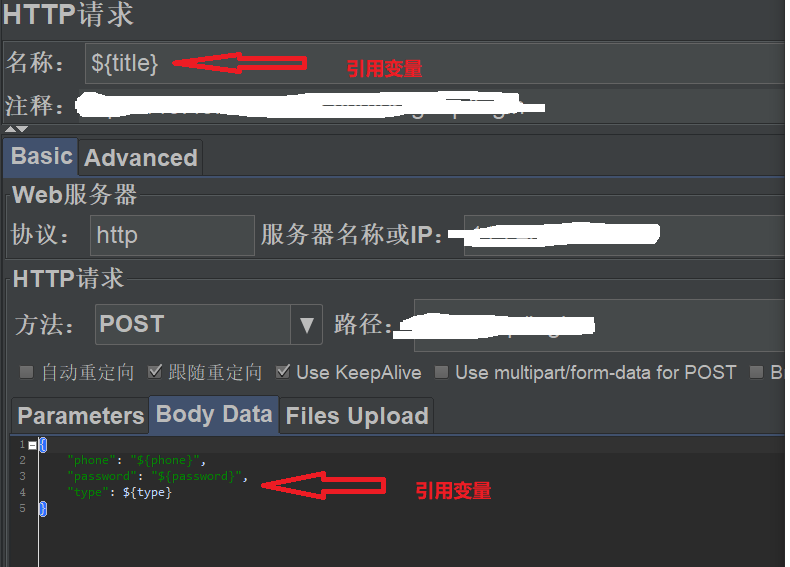 HTTP请求
名称： ${title} 引用变量
注释：
Basic Advanced
Web服务器
协议： http 服务器名称或IP：
HTTP请求
方法： POST 路径：
自动重定向 跟随重定向 Use KeepAlive Use multipart/form-data for POST
Parameters Body Data Files Upload
1 {
2 "phone": "${phone}",
3 "password": "${password}",
4 "type": ${type}
引用变量
5 }